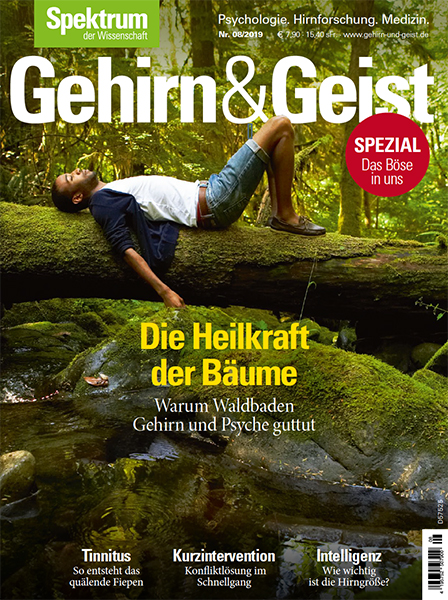 Spektrum
der Wissenschaft
Psychologie. Hirnforschung. Medizin.
Nr. 08/2019 € 7,90 · 15,40 sFr. www.gehirn-und-geist.de
Gehirn&Geist
SPEZIAL
Das Böse
in uns
Die Heilkraft
der Bäume
Warum Waldbaden
Gehirn und Psyche guttut
Tinnitus
So entsteht das
quälende Fiepen
Kurzintervention
Konfliktlösung im
Schnellgang
Intelligenz
Wie wichtig
ist die Hirngröße?
D57525
08